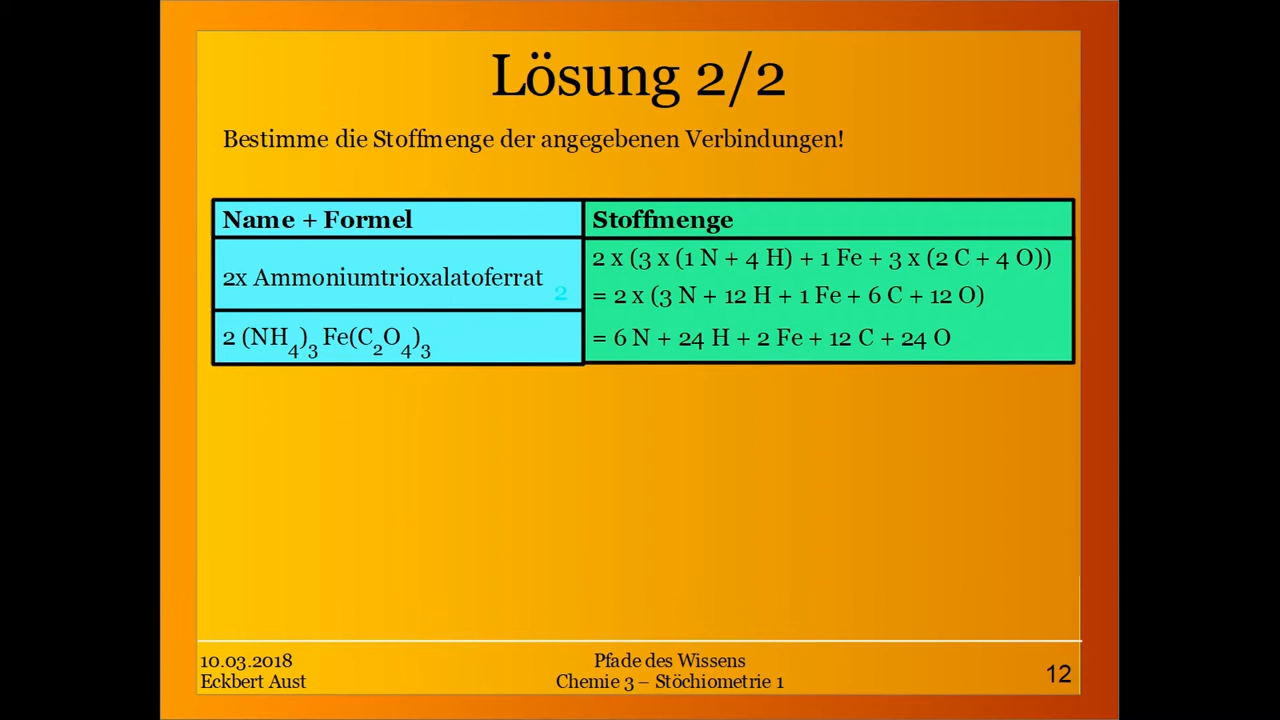 Lösung 2/2
Bestimme die Stoffmenge der angegebenen Verbindungen!
Name + Formel
Stoffmenge
2x Ammoniumtrioxalatoferrat
2
2 (NH4)3 Fe(C2O4)3
2 x (3 x (1 N + 4 H) + 1 Fe + 3 x (2 C + 4 O))
= 2 x (3 N + 12 H + 1 Fe + 6 C + 12 O)
= 6 N + 24 H + 2 Fe + 12 C + 24 O
10.03.2018
Eckbert Aust
Pfade des Wissens
Chemie 3 – Stöchiometrie 1
12